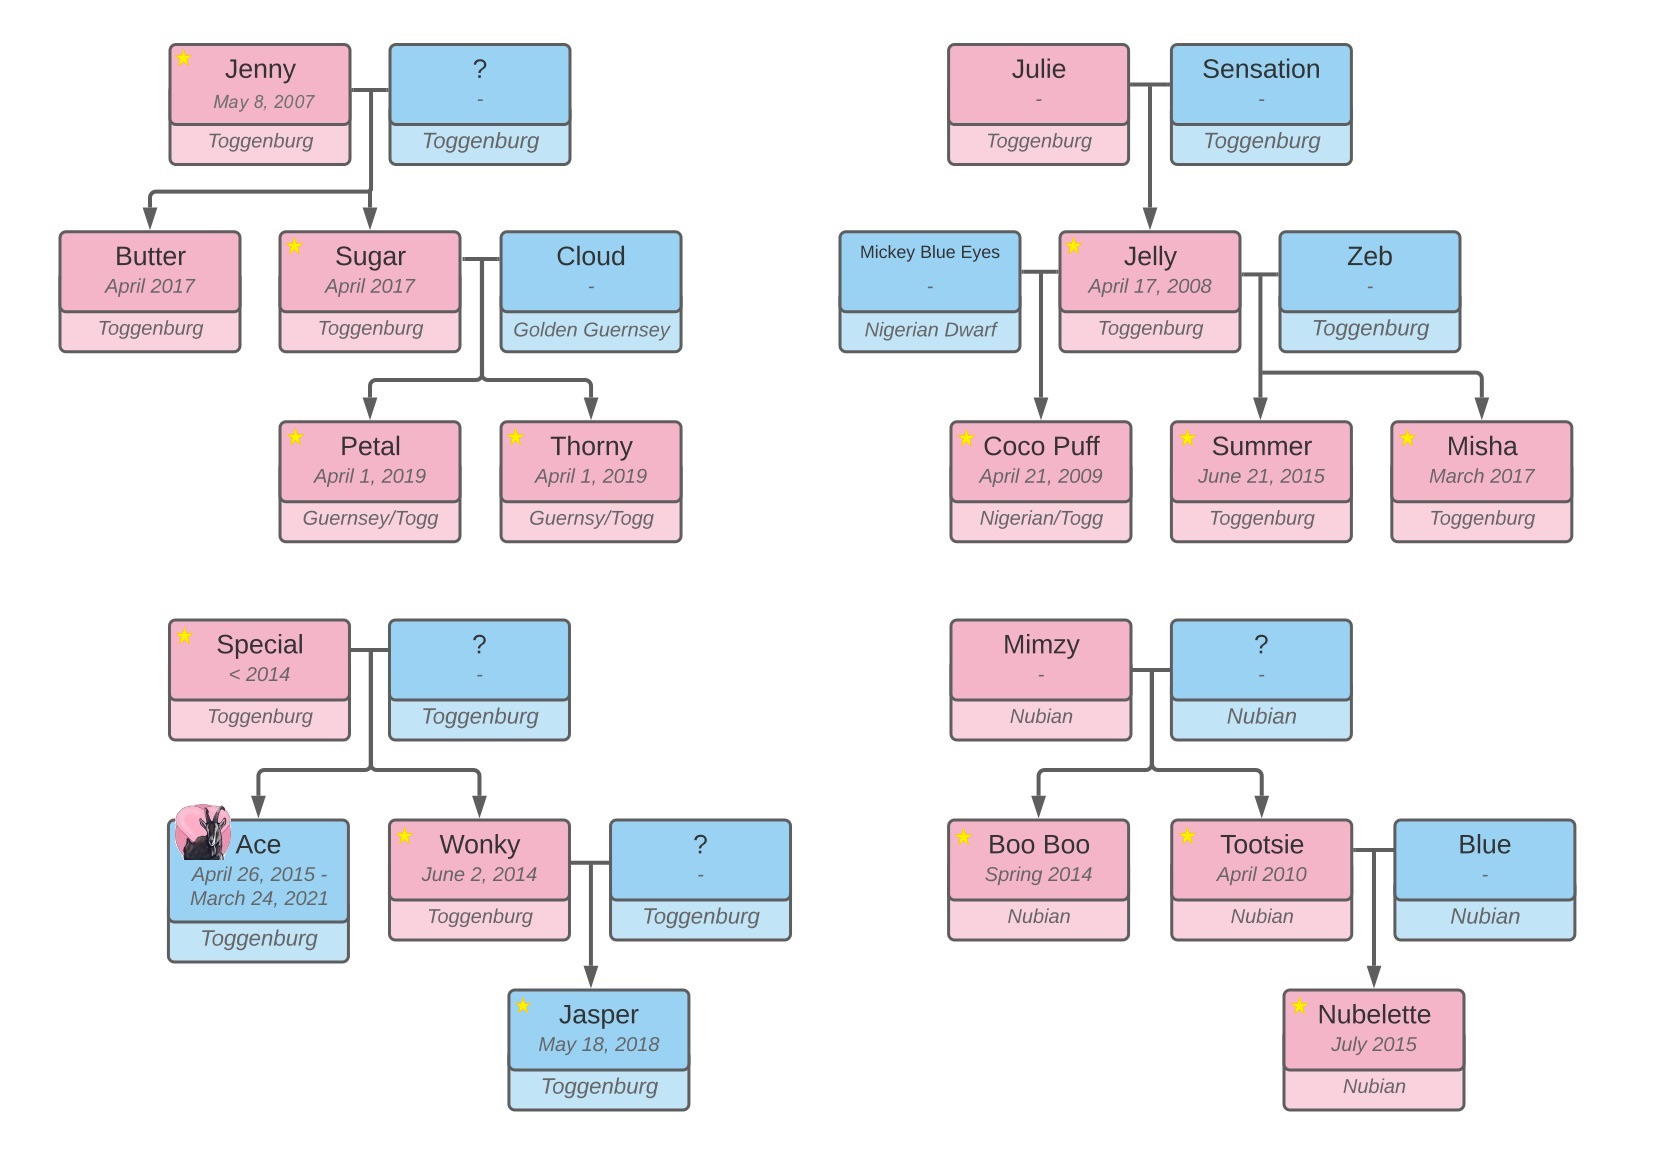 Jenny
May 8, 2007
Toggenburg
?
-
Toggenburg
Butter
April 2017
Toggenburg
Sugar
April 2017
Toggenburg
Cloud
-
Golden Guernsey
Petal
April 1, 2019
Guernsey/Togg
Thorny
April 1, 2019
Guernsy/Togg
Julie
-
Toggenburg
Sensation
-
Toggenburg
Mickey Blue Eyes
-
Nigerian Dwarf
Jelly
April 17, 2008
Toggenburg
Zeb
-
Toggenburg
Coco Puff
April 21, 2009
Nigerian/Togg
Summer
June 21, 2015
Toggenburg
Misha
March 2017
Toggenburg
Special
< 2014
Toggenburg
?
-
Toggenburg
Ace
April 26, 2015 -
March 24, 2021
Toggenburg
Wonky
June 2, 2014
Toggenburg
?
-
Toggenburg
Jasper
May 18, 2018
Toggenburg
Mimzy
-
Nubian
?
-
Nubian
Boo Boo
Spring 2014
Nubian
Tootsie
April 2010
Nubian
Blue
-
Nubian
Nubelette
July 2015
Nubian